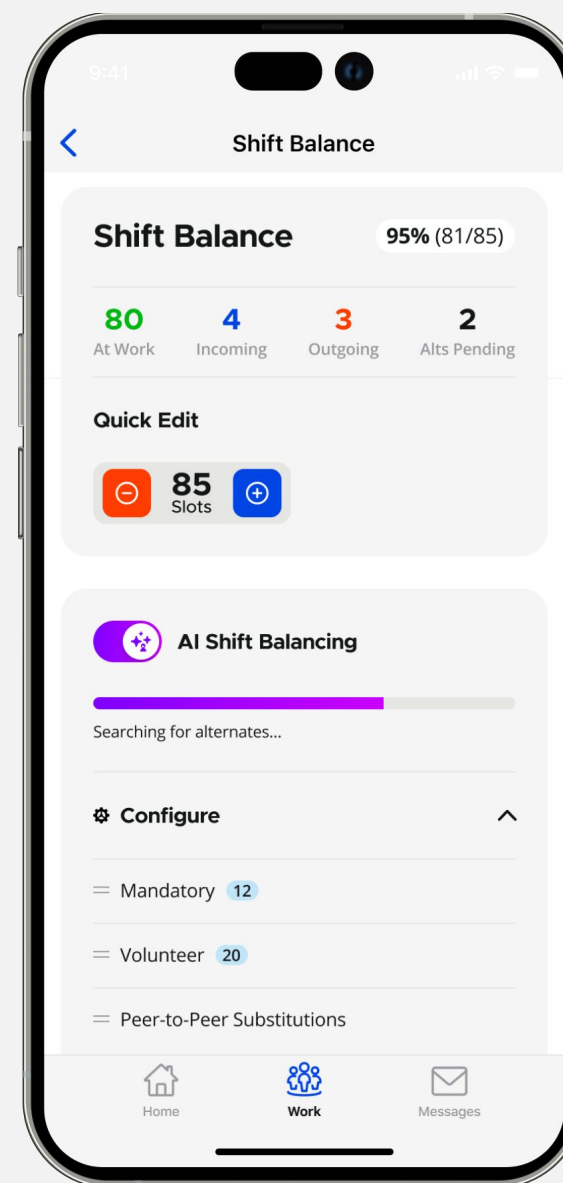 9:41
Shift Balance
Shift Balance 95% (81/85)
80 4 3 2
At Work Incoming Outgoing Alts Pending
Quick Edit
85
Slots
AI Shift Balancing
Searching for alternates...
Configure
Mandatory 12
Volunteer 20
Peer-to-Peer Substitutions
Home Work Messages